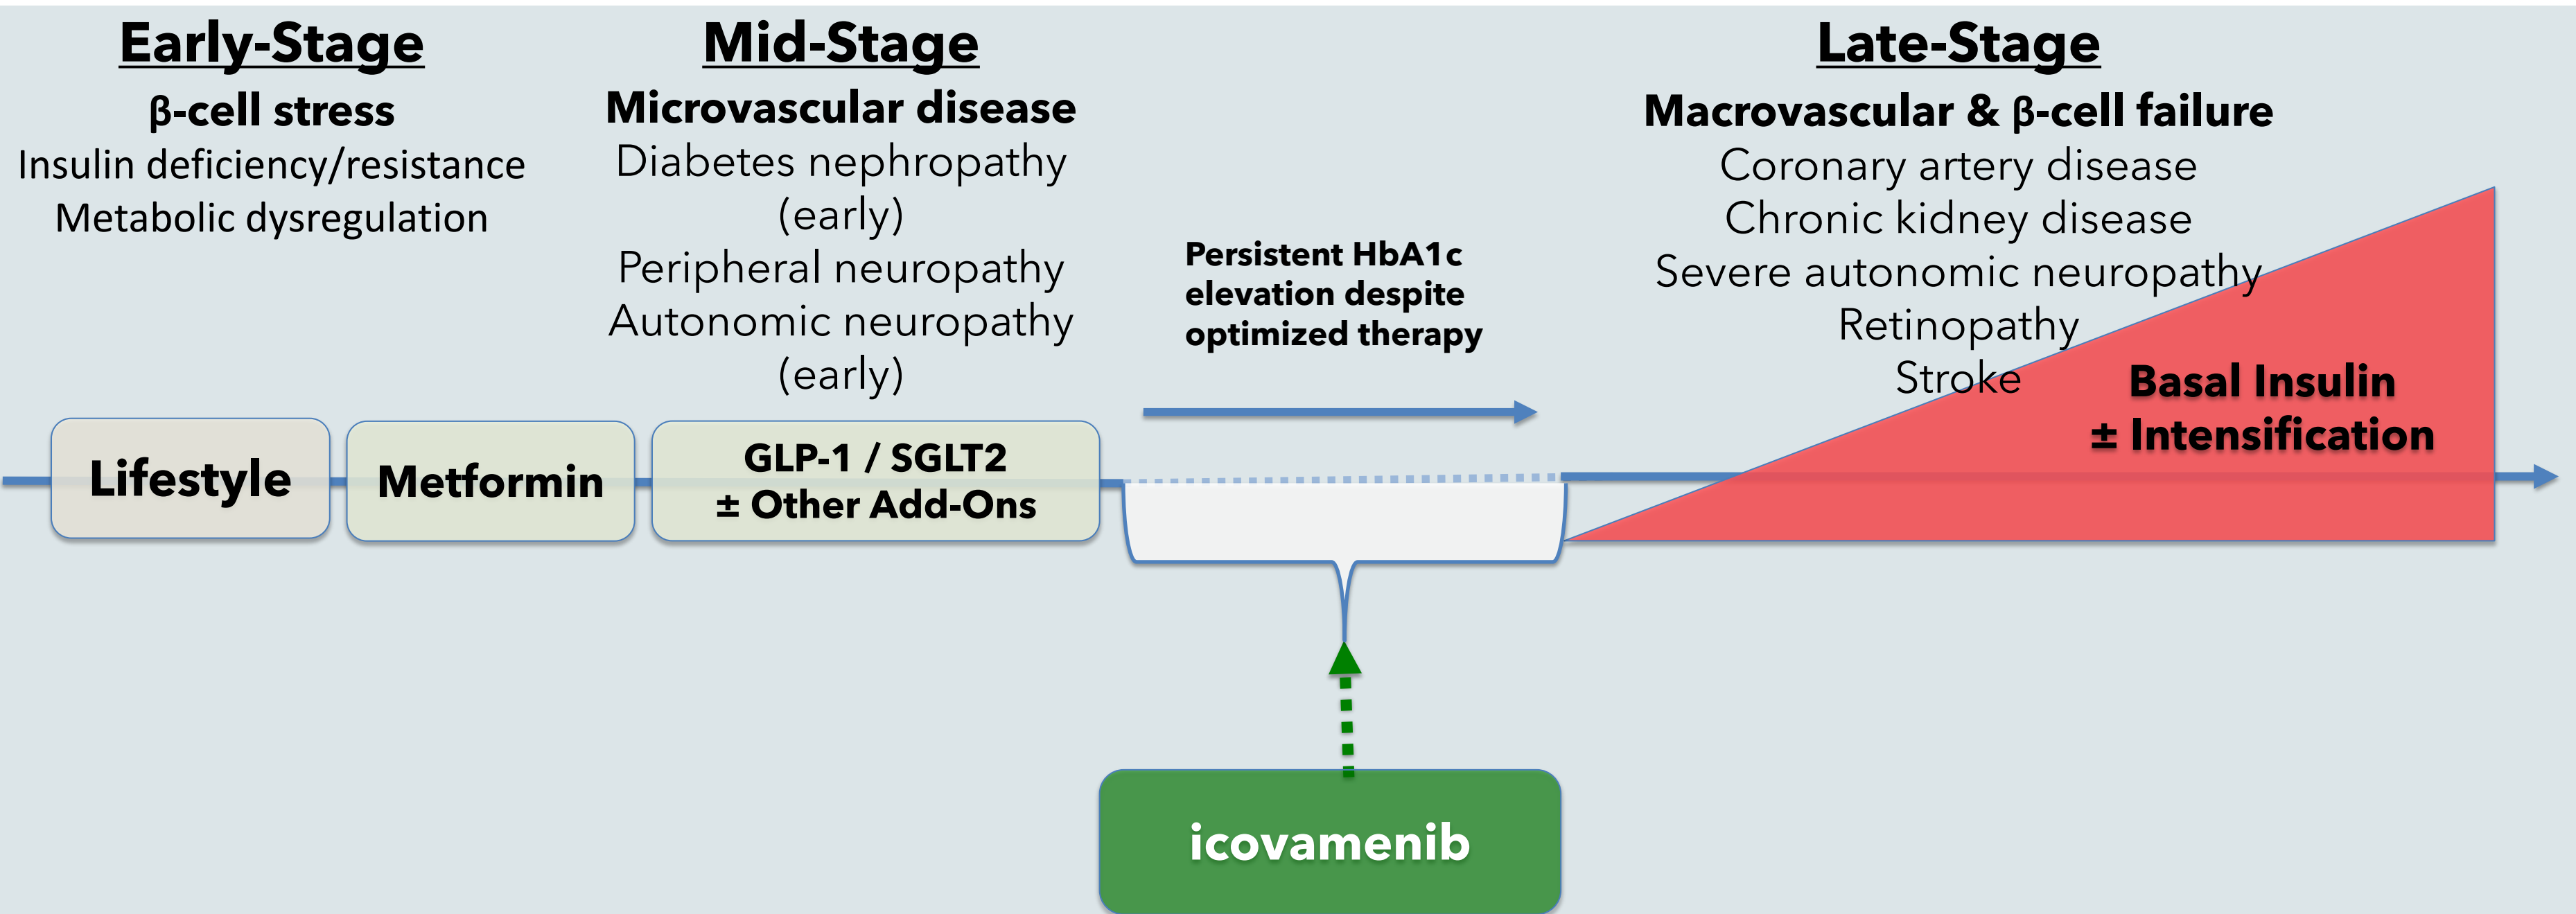 Early-Stage
β-cell stress
Insulin deficiency/resistance
Metabolic dysregulation
Mid-Stage
Microvascular disease
Diabetes nephropathy
(early)
Peripheral neuropathy
Autonomic neuropathy
(early)
Persistent HbA1c
elevation despite
optimized therapy
Late-Stage
Macrovascular & β-cell failure
Coronary artery disease
Chronic kidney disease
Severe autonomic neuropathy
Retinopathy
Stroke
Lifestyle
Metformin
GLP-1 / SGLT2
± Other Add-Ons
Basal Insulin
± Intensification
icovamenib